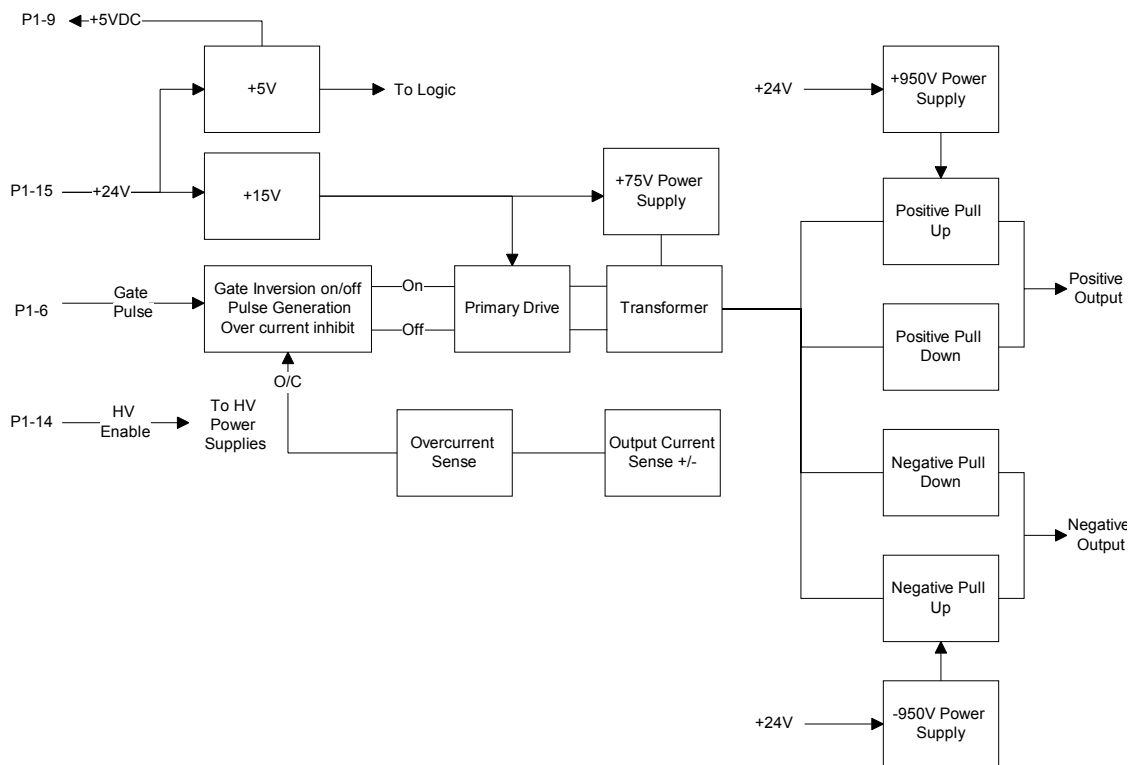 P1-9
+5VDC
+5V
To Logic
+24V
+950V Power
Supply
P1-15
+24V
+15V
+75V Power
Supply
Positive Pull
Up
P1-6
Gate
Pulse
Gate Inversion on/off
Pulse Generation
Over current inhibit
On
Off
Primary Drive
Transformer
Positive Pull
Down
Positive
Output
O/C
P1-14
HV
Enable
To HV
Power
Supplies
Overcurrent
Sense
Output Current
Sense +/-
Negative Pull
Down
Negative
Output
Negative Pull
Up
+24V
-950V Power
Supply